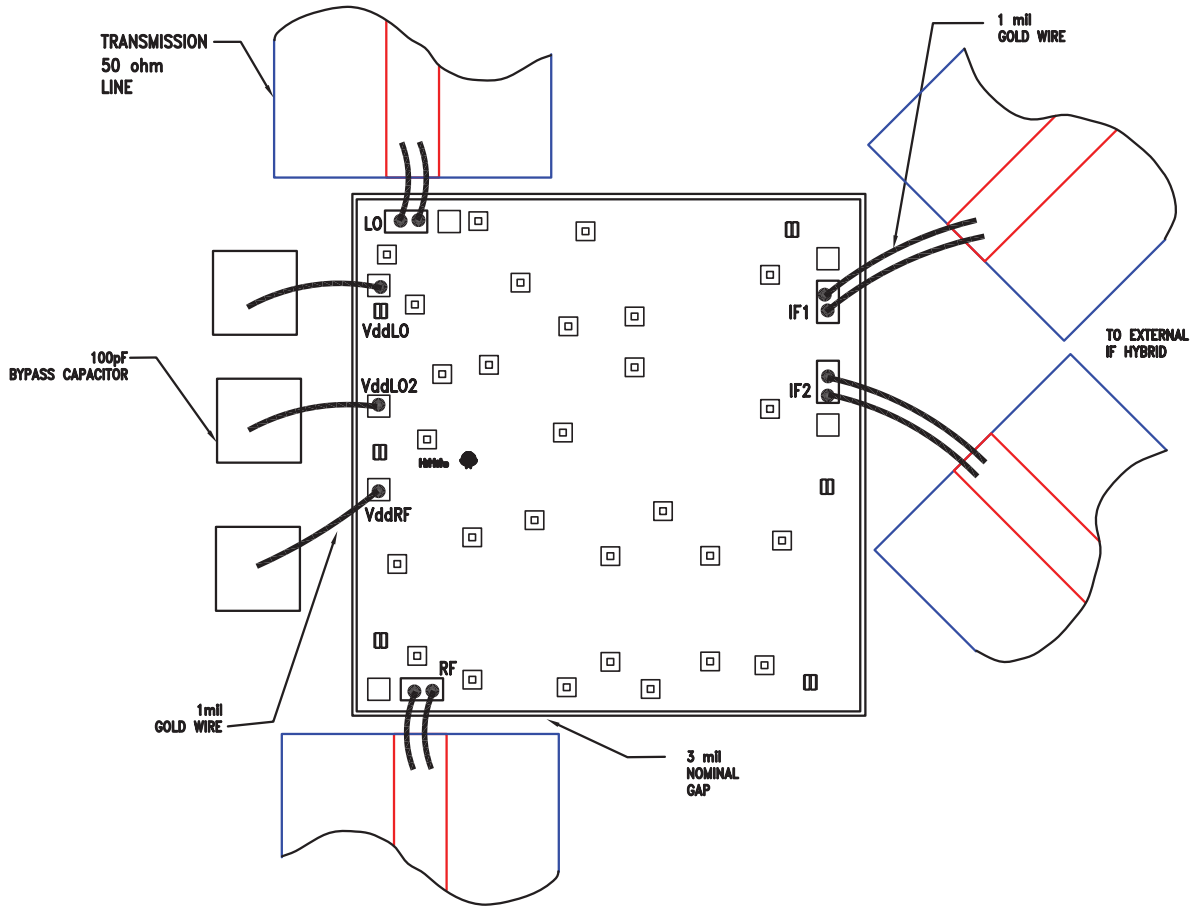 TRANSMISSION
50 ohm
LINE
1 mil
GOLD WIRE
LO
VddLO
IF1
TO EXTERNAL
IF HYBRID
100pF
BYPASS CAPACITOR
VddLO2
IF2
VddRF
RF
1mil
GOLD WIRE
3 mil
NOMINAL
GAP